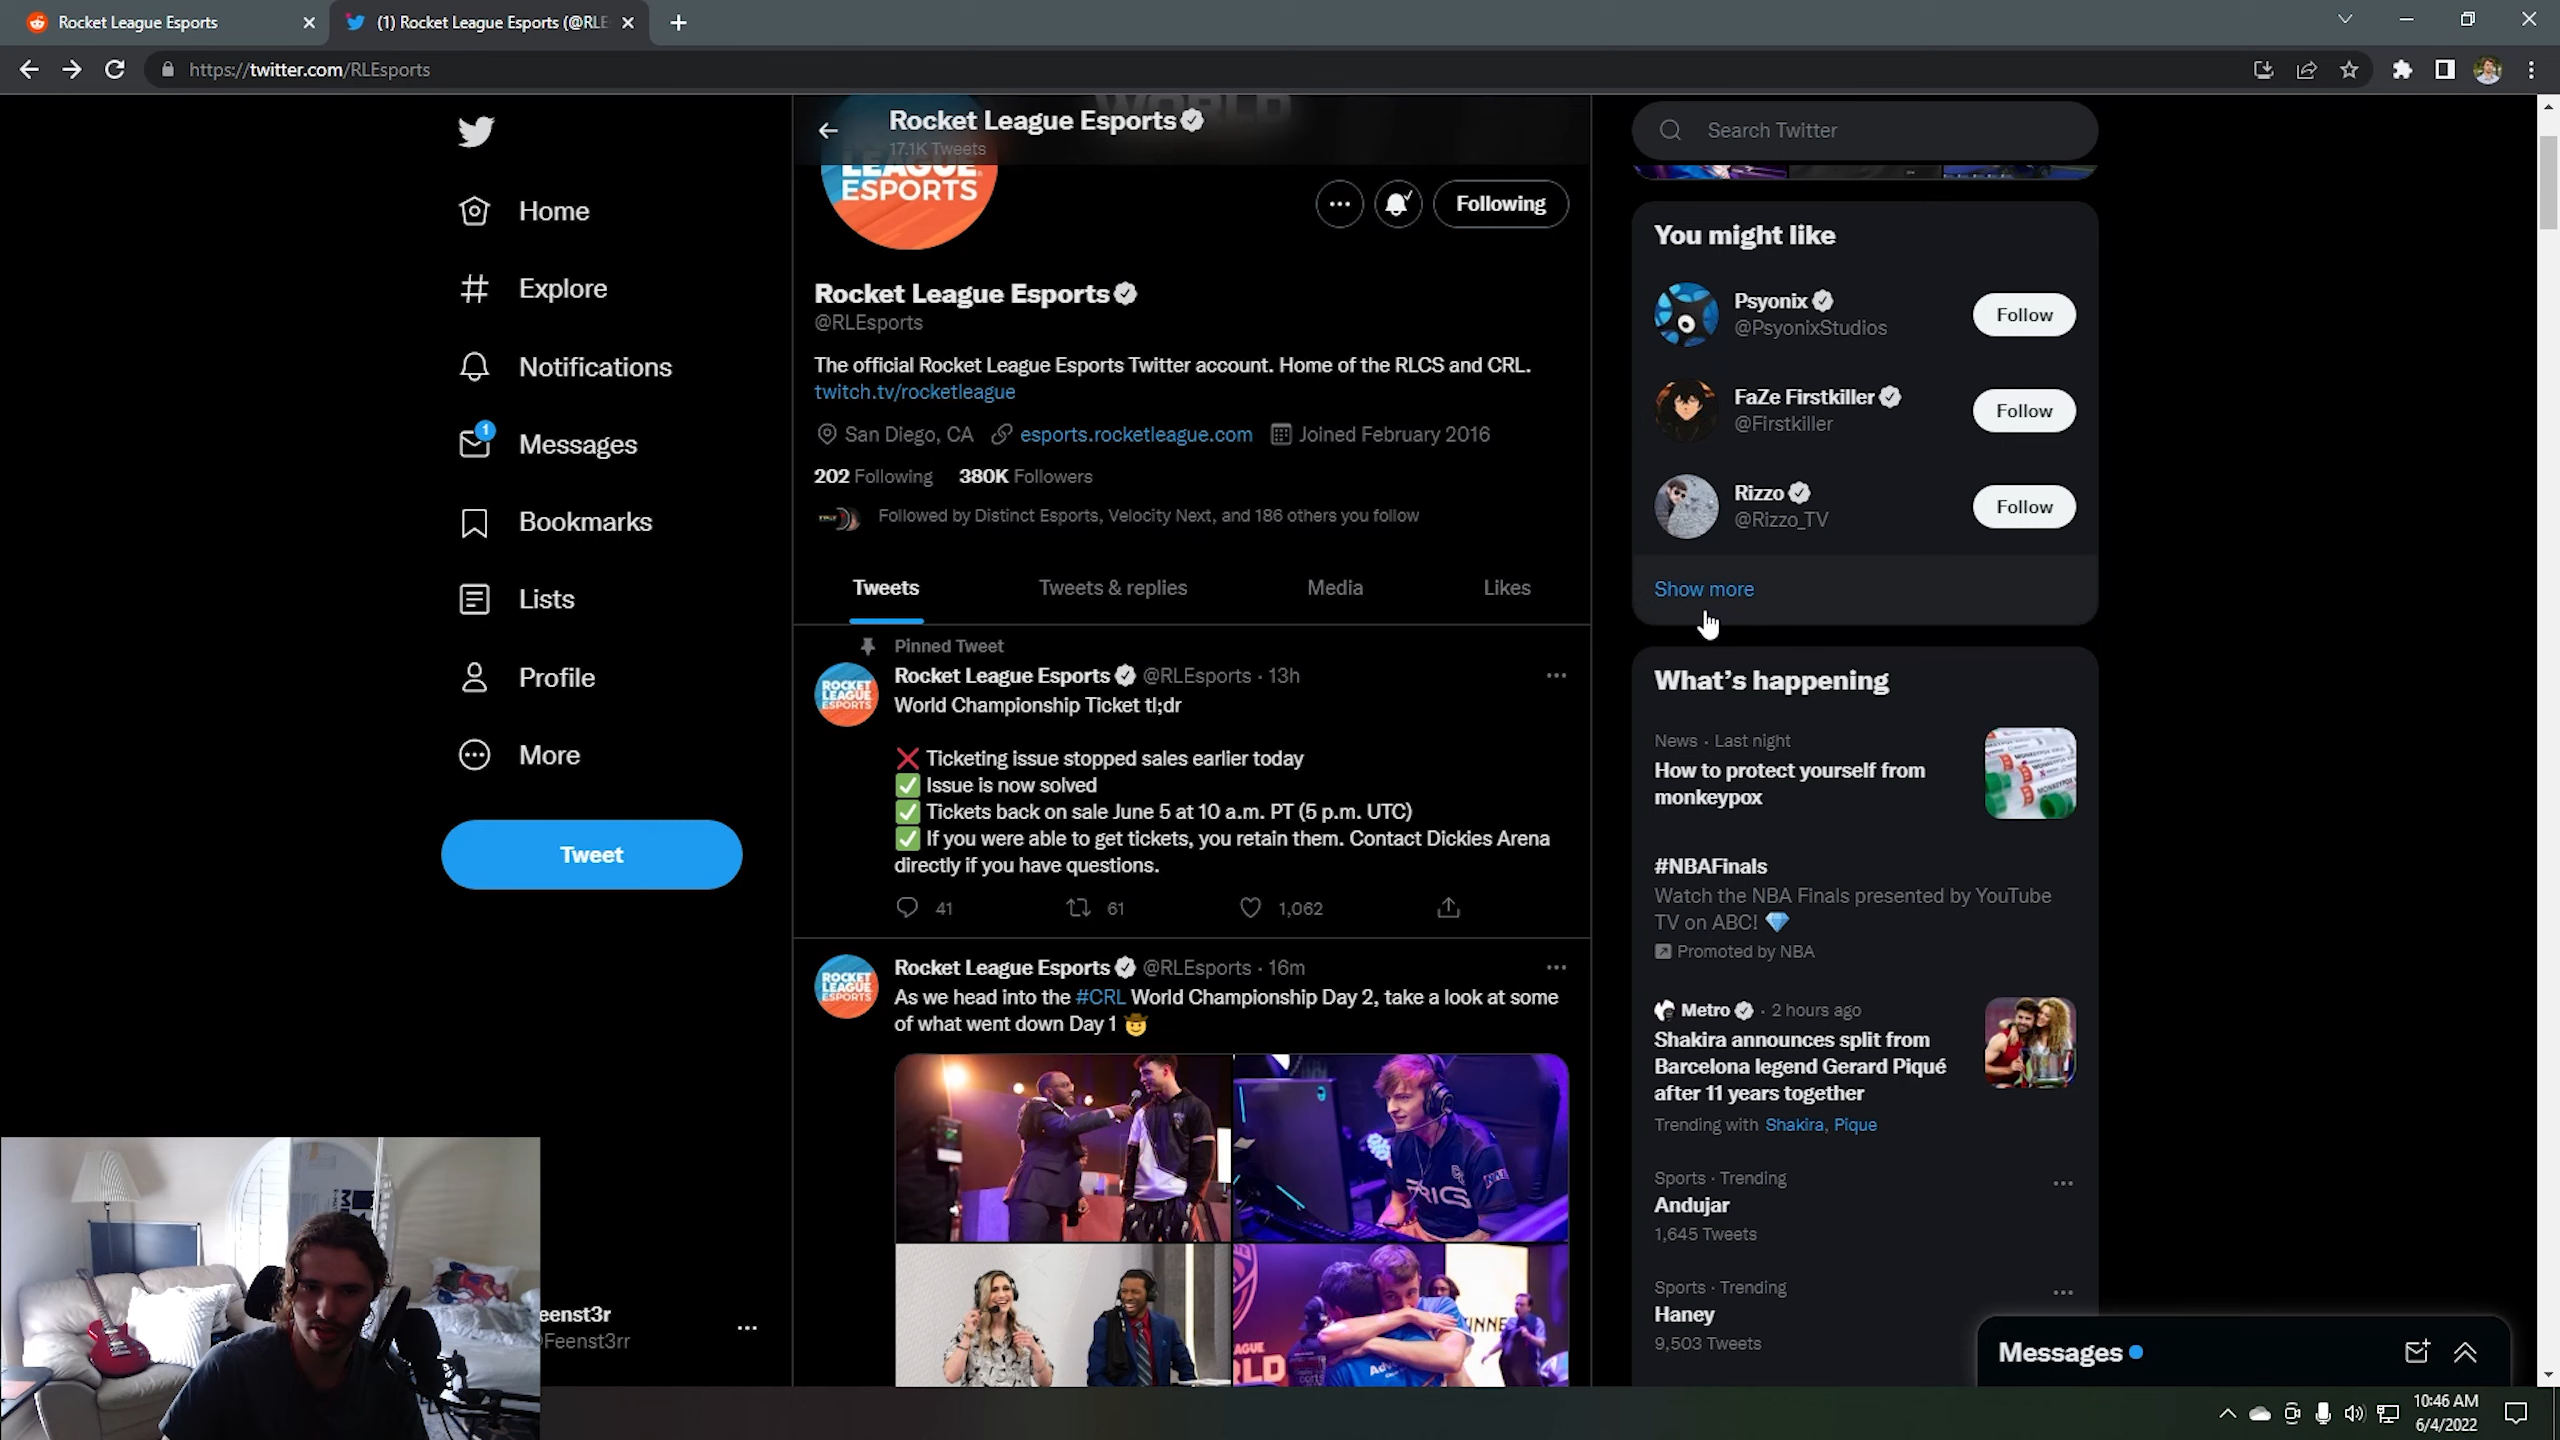 Rocket League Esports
(1) Rocket League Esports (@RLE
https://twitter.com/RLEsports
Home
Explore
Notifications
1
Messages
Bookmarks
Lists
Profile
More
Tweet
eenst3r
Feenst3rr
Rocket League Esports
17.1K Tweets
LEAGUE
ESPORTS
Following
Rocket League Esports
@RLEsports
The official Rocket League Esports Twitter account. Home of the RLCS and CRL.
twitch.tv/rocketleague
San Diego, CA esports.rocketleague.com Joined February 2016
202 Following 380K Followers
Followed by Distinct Esports, Velocity Next, and 186 others you follow
Tweets Tweets & replies Media Likes
Pinned Tweet
ROCKET
LEAGUE
ESPORTS
Rocket League Esports @RLEsports · 13h
World Championship Ticket tl;dr
❌ Ticketing issue stopped sales earlier today
✅ Issue is now solved
✅ Tickets back on sale June 5 at 10 a.m. PT (5 p.m. UTC)
✅ If you were able to get tickets, you retain them. Contact Dickies Arena
directly if you have questions.
41 61 1,062
ROCKET
LEAGUE
ESPORTS
Rocket League Esports @RLEsports · 16m
As we head into the #CRL World Championship Day 2, take a look at some
of what went down Day 1 🤠
Search Twitter
You might like
Psyonix
@PsyonixStudios
Follow
FaZe Firstkiller
@Firstkiller
Follow
Rizzo
@Rizzo_TV
Follow
Show more
What's happening
News · Last night
How to protect yourself from
monkeypox
#NBAFinals
Watch the NBA Finals presented by YouTube
TV on ABC! 💎
Promoted by NBA
Metro · 2 hours ago
Shakira announces split from
Barcelona legend Gerard Piqué
after 11 years together
Trending with Shakira, Pique
Sports · Trending
Andujar
1,645 Tweets
Sports · Trending
Haney
9,503 Tweets
Messages
10:46 AM
6/4/2022